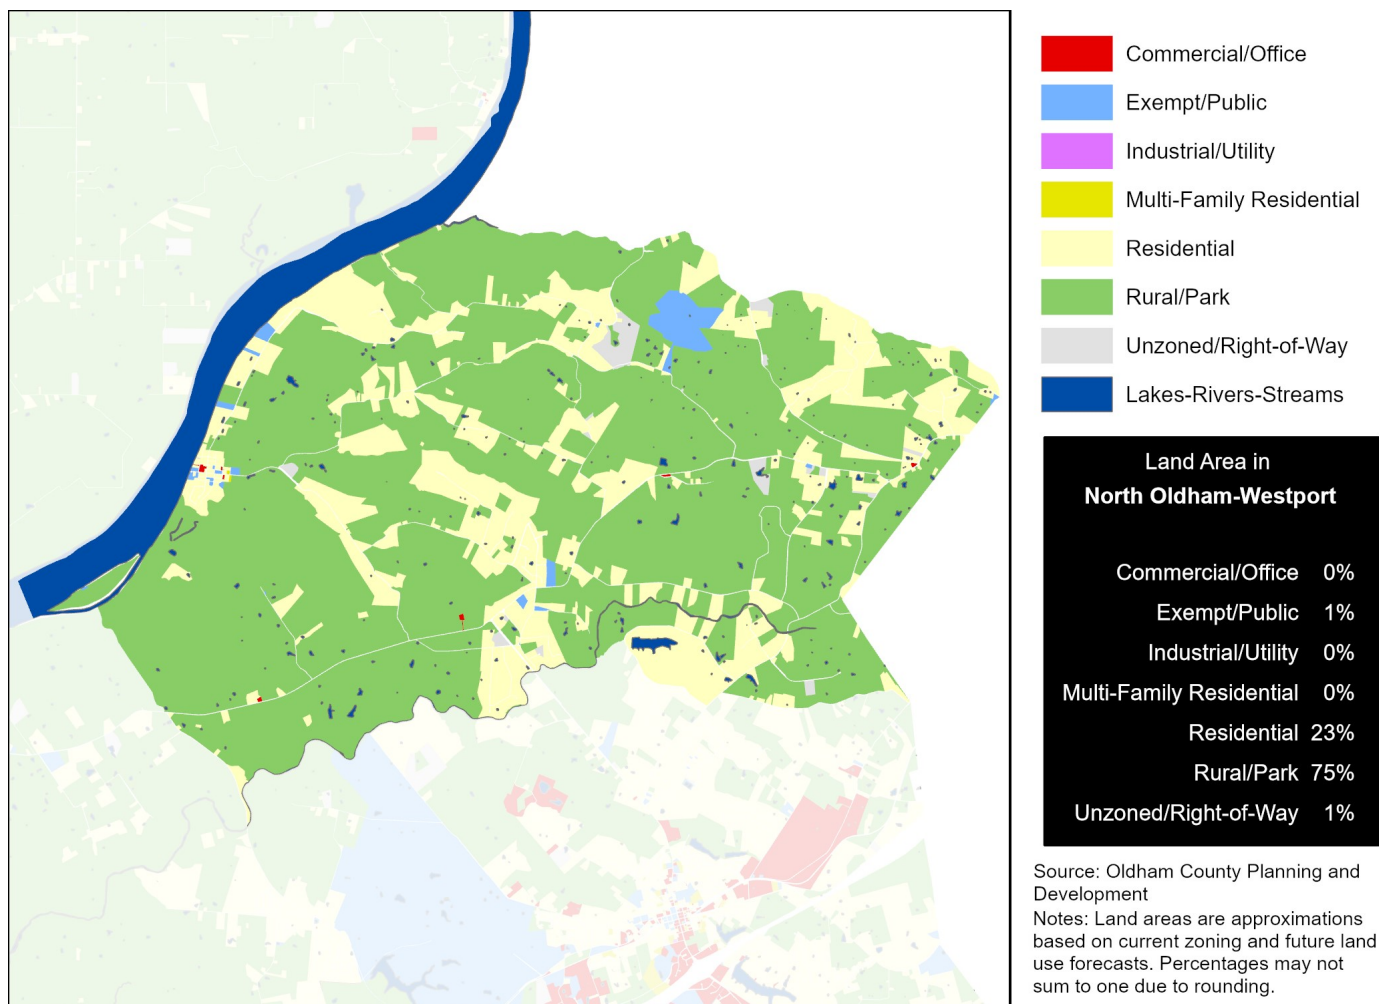 Commercial/Office
Exempt/Public
Industrial/Utility
Multi-Family Residential
Residential
Rural/Park
Unzoned/Right-of-Way
Lakes-Rivers-Streams
Land Area in
North Oldham-Westport
Commercial/Office 0%
Exempt/Public 1%
Industrial/Utility 0%
Multi-Family Residential 0%
Residential 23%
Rural/Park 75%
Unzoned/Right-of-Way 1%
Source: Oldham County Planning and
Development
Notes: Land areas are approximations
based on current zoning and future land
use forecasts. Percentages may not
sum to one due to rounding.